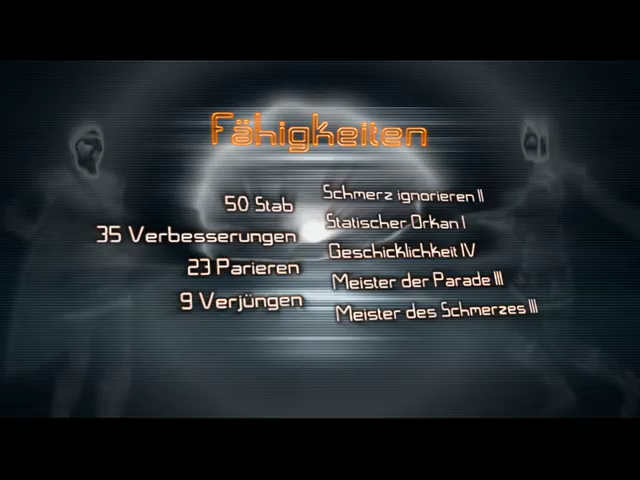 Fähigkeiten
50 Stab
35 Verbesserungen
23 Parieren
9 Verjüngen
Schmerz ignorieren II
Statischer Orkan I
Geschicklichkeit IV
Meister der Parade III
Meister des Schmerzes III